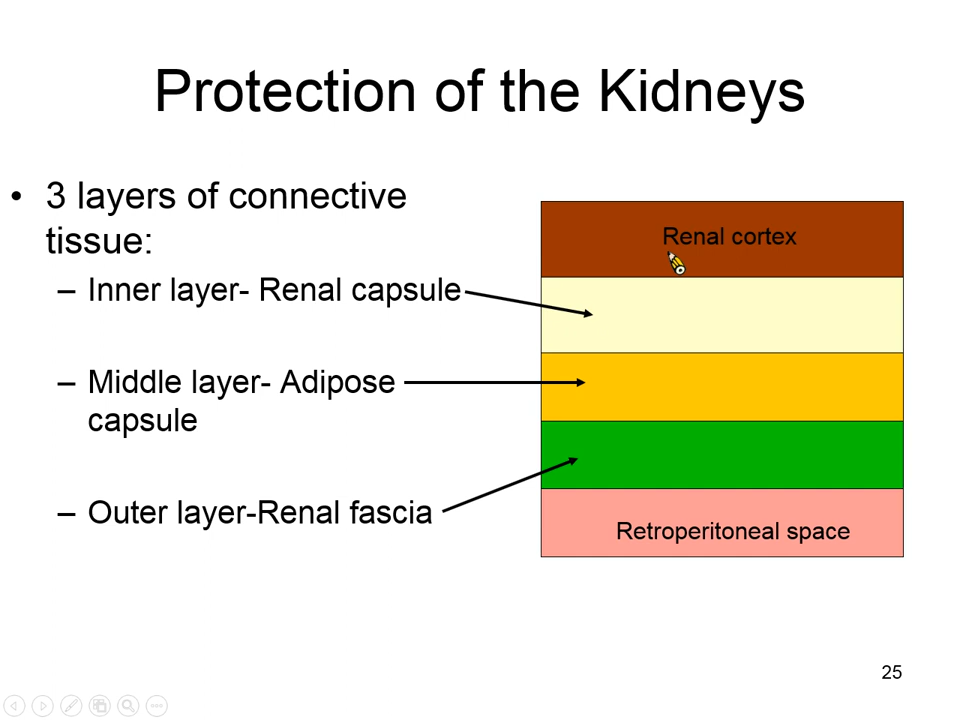 Protection of the Kidneys
• 3 layers of connective
tissue:
– Inner layer- Renal capsule
– Middle layer- Adipose
capsule
– Outer layer-Renal fascia
Renal cortex
Retroperitoneal space
25